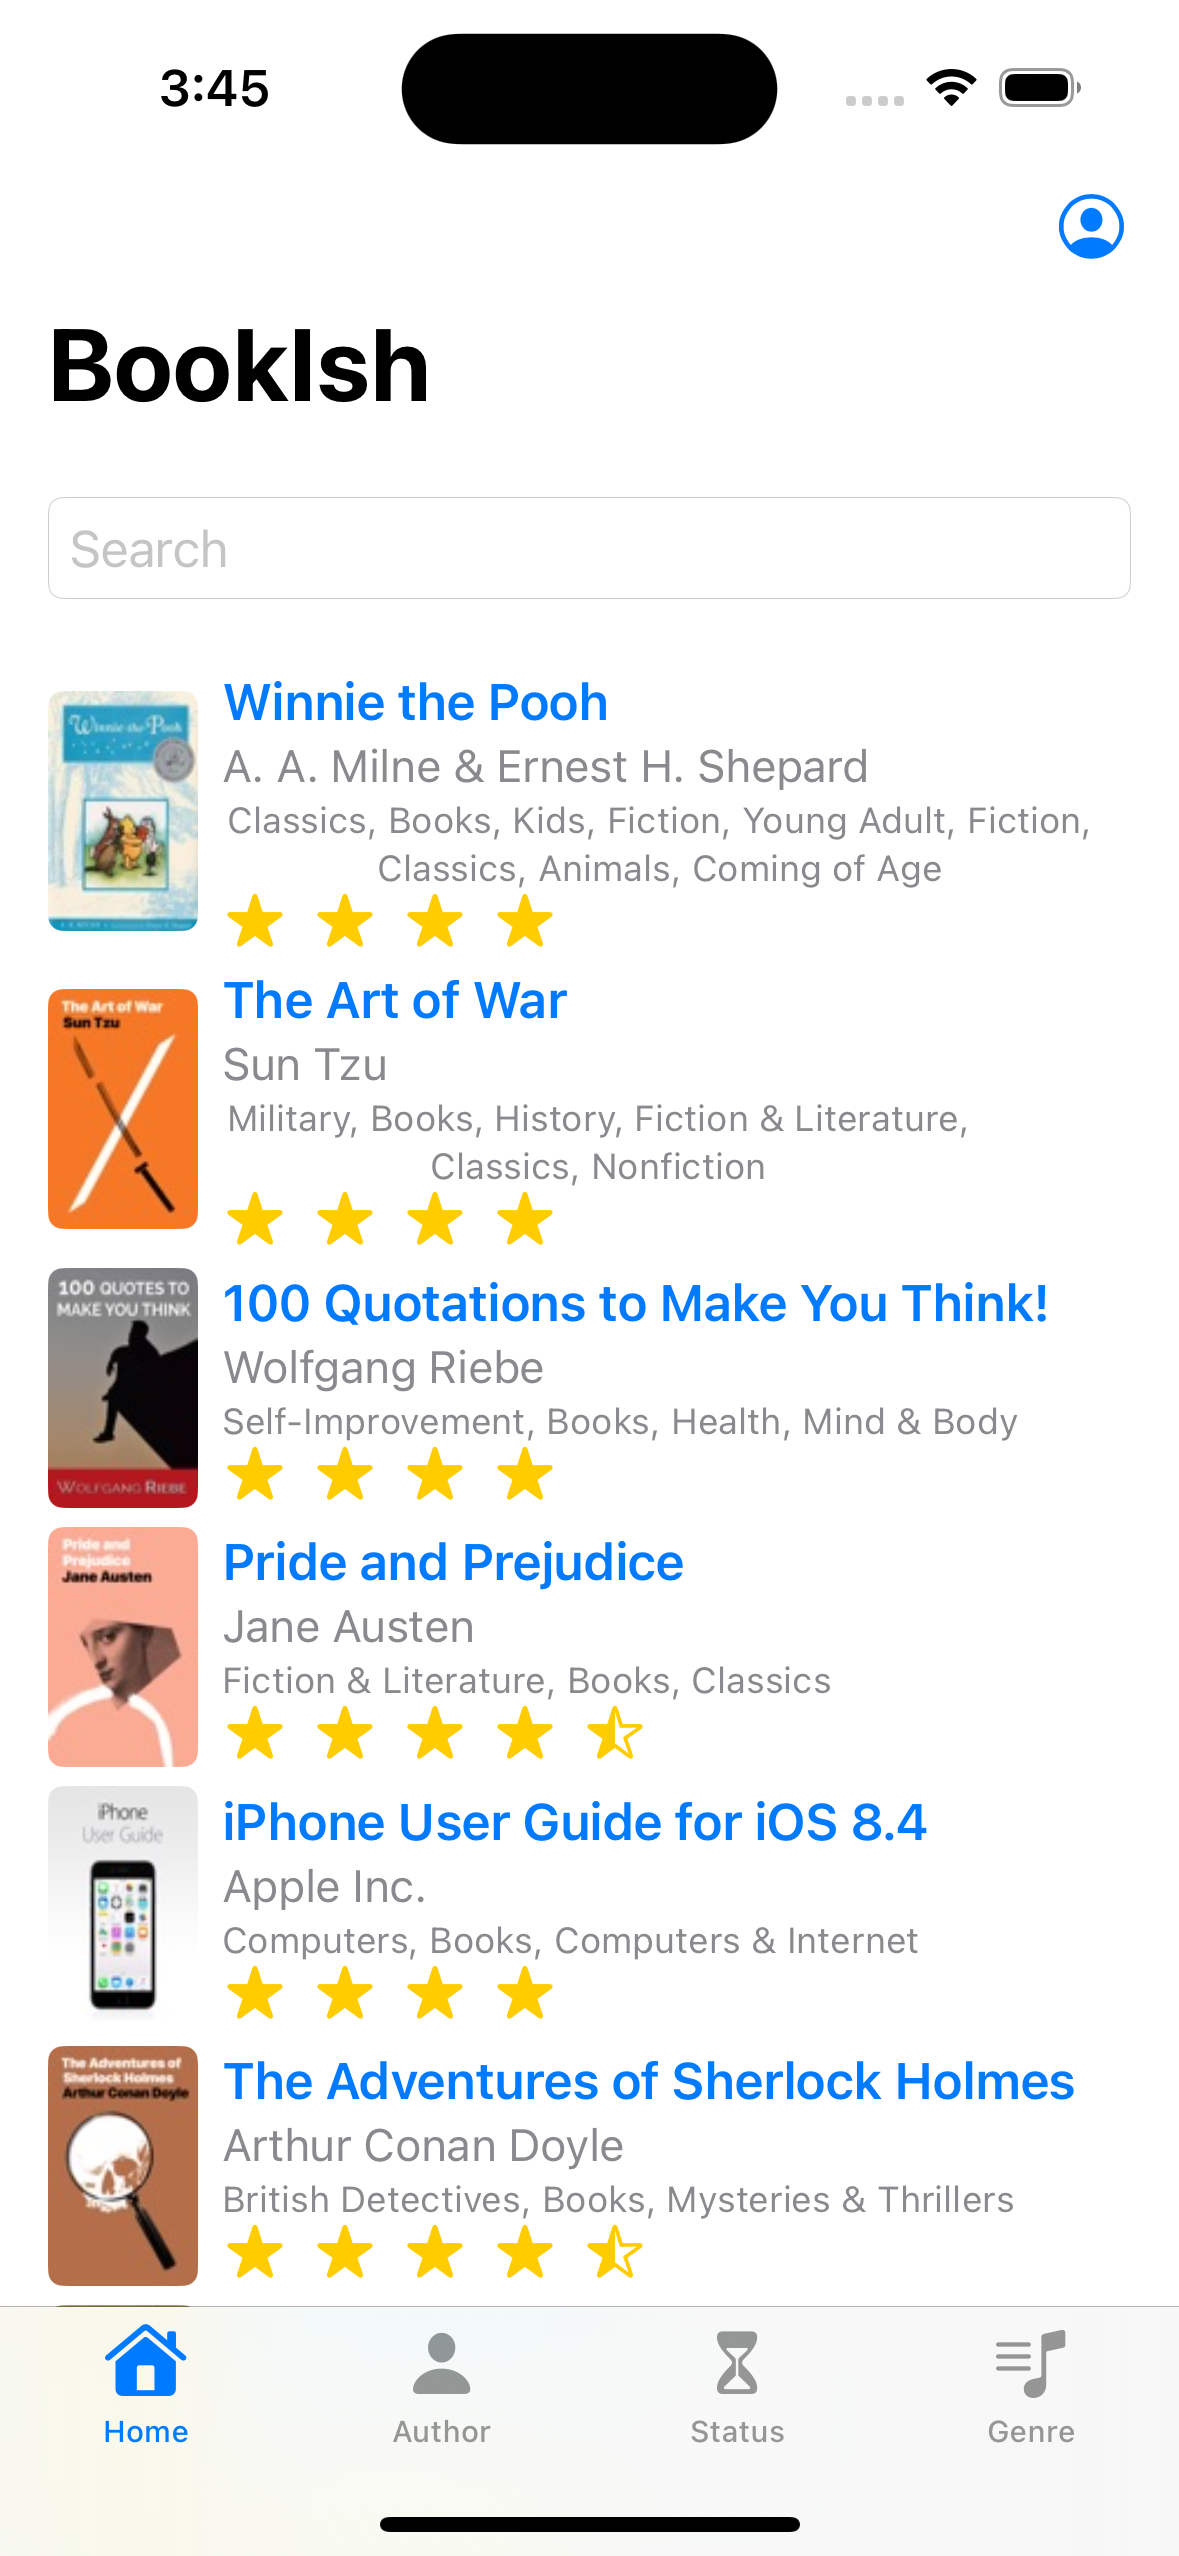 3:45
BookIsh
Search
Winnie-the-Pooh
Winnie the Pooh
A. A. Milne & Ernest H. Shepard
Classics, Books, Kids, Fiction, Young Adult, Fiction,
Classics, Animals, Coming of Age
The Art of War
Sun Tzu
The Art of War
Sun Tzu
Military, Books, History, Fiction & Literature,
Classics, Nonfiction
100 QUOTES TO
MAKE YOU THINK
WOLFGANG RIEBE
100 Quotations to Make You Think!
Wolfgang Riebe
Self-Improvement, Books, Health, Mind & Body
Pride and
Prejudice
Jane Austen
Pride and Prejudice
Jane Austen
Fiction & Literature, Books, Classics
iPhone
User Guide
iPhone User Guide for iOS 8.4
Apple Inc.
Computers, Books, Computers & Internet
The Adventures of
Sherlock Holmes
Arthur Conan Doyle
The Adventures of Sherlock Holmes
Arthur Conan Doyle
British Detectives, Books, Mysteries & Thrillers
Home
Author
Status
Genre